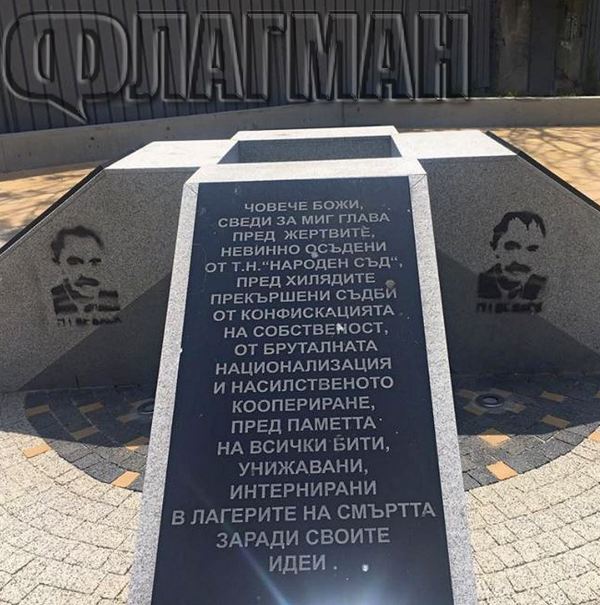 ФЛАГМАН
ЧОВЕЧЕ БОЖИ,
СВЕДИ ЗА МИГ ГЛАВА
ПРЕД ЖЕРТВИТЕ,
НЕВИННО ОСЪДЕНИ
ОТ Т.Н."НАРОДЕН СЪД",
ПРЕД ХИЛЯДИТЕ
ПРЕКЪРШЕНИ СЪДБИ
ОТ КОНФИСКАЦИЯТА
НА СОБСТВЕНОСТ,
ОТ БРУТАЛНАТА
НАЦИОНАЛИЗАЦИЯ
И НАСИЛСТВЕНОТО
КООПЕРИРАНЕ,
ПРЕД ПАМЕТТА
НА ВСИЧКИ БИТИ,
УНИЖАВАНИ,
ИНТЕРНИРАНИ
В ЛАГЕРИТЕ НА СМЪРТТА
ЗАРАДИ СВОИТЕ
ИДЕИ .